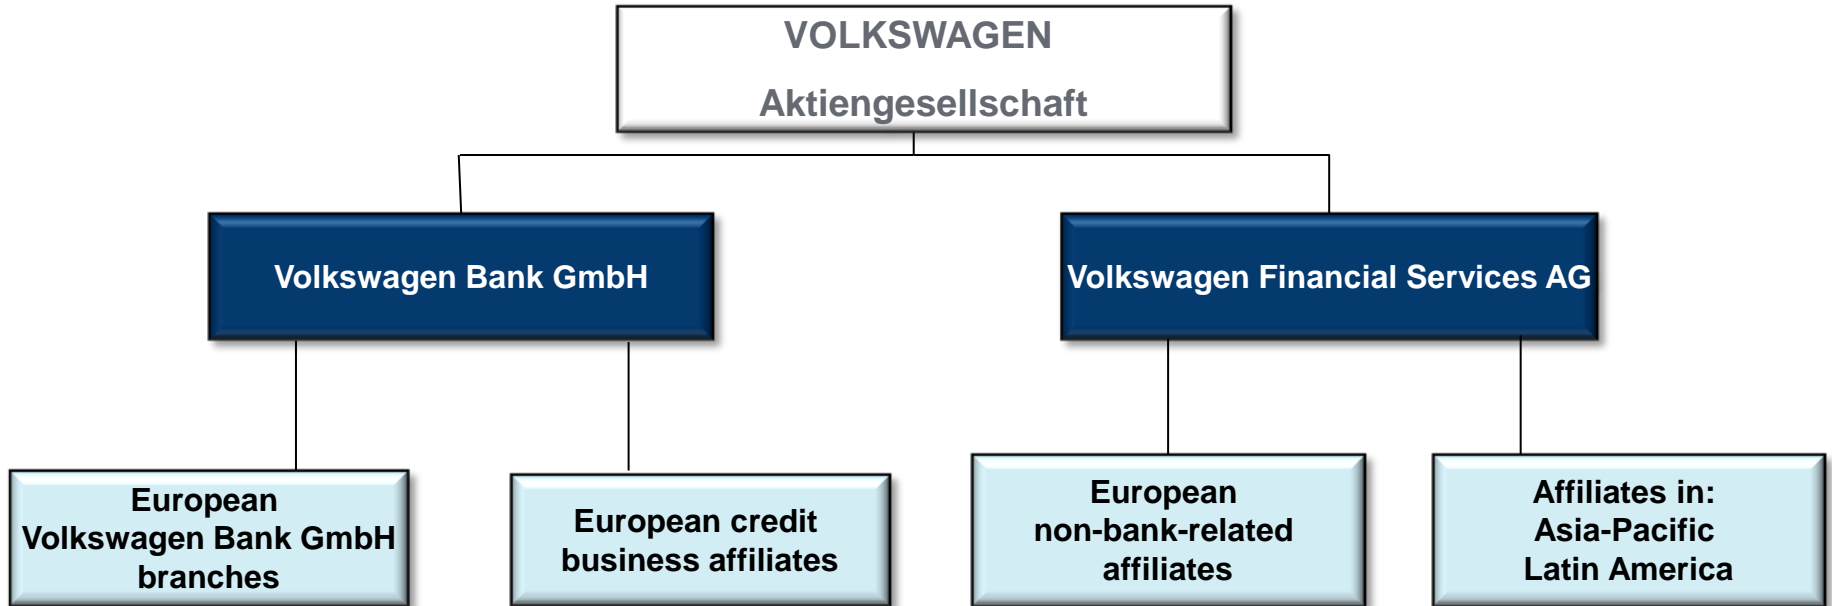 VOLKSWAGEN
Aktiengesellschaft
Volkswagen Bank GmbH
Volkswagen Financial Services AG
European
Volkswagen Bank GmbH
branches
European credit
business affiliates
European
non-bank-related
affiliates
Affiliates in:
Asia-Pacific
Latin America